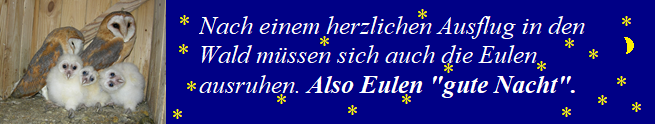 Nach einem herzlichen Ausflug in den
Wald müssen sich auch die Eulen
ausruhen. Also Eulen "gute Nacht".